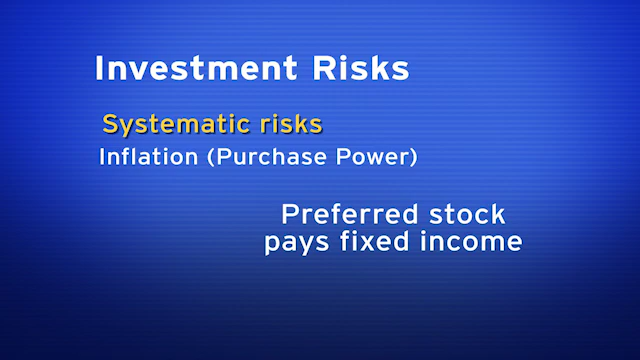 Investment Risks
Systematic risks
Inflation (Purchase Power)
Preferred stock
pays fixed income